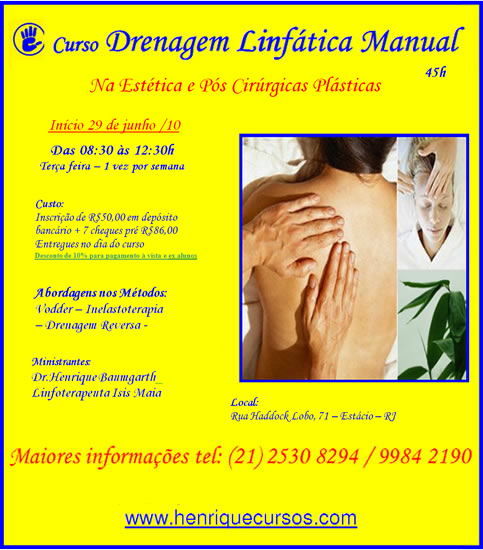 Curso Drenagem Linfática Manual
45h
Na Estética e Pós Cirúrgicas Plásticas
Início 29 de junho /10
Das 08:30 às 12:30h
Terça feira – 1 vez por semana
Custo:
Inscrição de R$50,00 em depósito
bancário + 7 cheques pré R$86,00
Entregues no dia do curso
Desconto de 10% para pagamento à vista e ex alunos
Abordagens nos Métodos:
Vodder – Inelastoterapia
– Drenagem Reversa -
Ministrantes:
Dr.Henrique Baumgarth_
Linfoterapeuta Isis Maia
Local:
Rua Haddock Lobo, 71 – Estácio – RJ
Maiores informações tel: (21) 2530 8294 / 9984 2190
www.henriquecursos.com